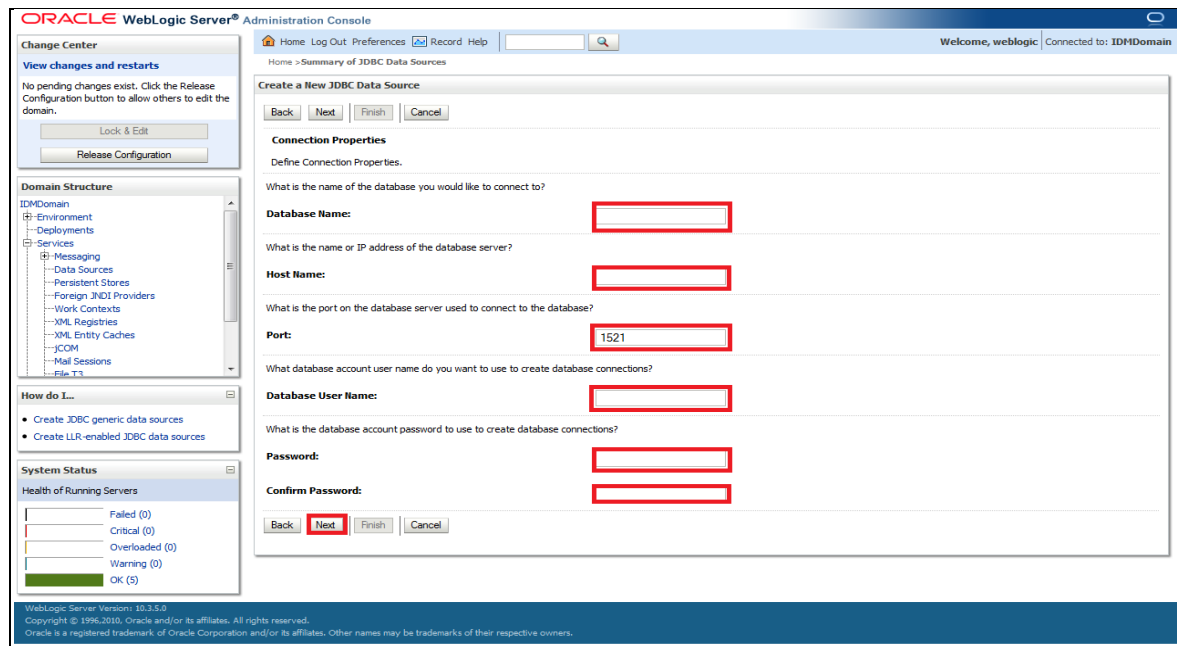 ORACLE WebLogic Server® Administration Console
Change Center
View changes and restarts
No pending changes exist. Click the Release
Configuration button to allow others to edit the
domain.
Lock & Edit
Release Configuration
Domain Structure
IDMDomain
Environment
Deployments
Services
Messaging
Data Sources
Persistent Stores
Foreign JNDI Providers
Work Contexts
XML Registries
XML Entity Caches
jCOM
Mail Sessions
File T3
How do I...
Create JDBC generic data sources
Create LLR-enabled JDBC data sources
System Status
Health of Running Servers
Failed (0)
Critical (0)
Overloaded (0)
Warning (0)
OK (5)
Home Log Out Preferences Record Help
Welcome, weblogic Connected to: IDMDomain
Home >Summary of JDBC Data Sources
Create a New JDBC Data Source
Back Next Finish Cancel
Connection Properties
Define Connection Properties.
What is the name of the database you would like to connect to?
Database Name:
What is the name or IP address of the database server?
Host Name:
What is the port on the database server used to connect to the database?
Port: 1521
What database account user name do you want to use to create database connections?
Database User Name:
What is the database account password to use to create database connections?
Password:
Confirm Password:
Back Next Finish Cancel
WebLogic Server Version: 10.3.5.0
Copyright © 1996,2010, Oracle and/or its affiliates. All rights reserved.
Oracle is a registered trademark of Oracle Corporation and/or its affiliates. Other names may be trademarks of their respective owners.